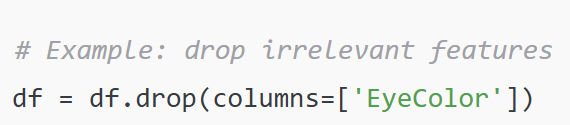 # Example: drop irrelevant features
df = df.drop(columns=['EyeColor'])